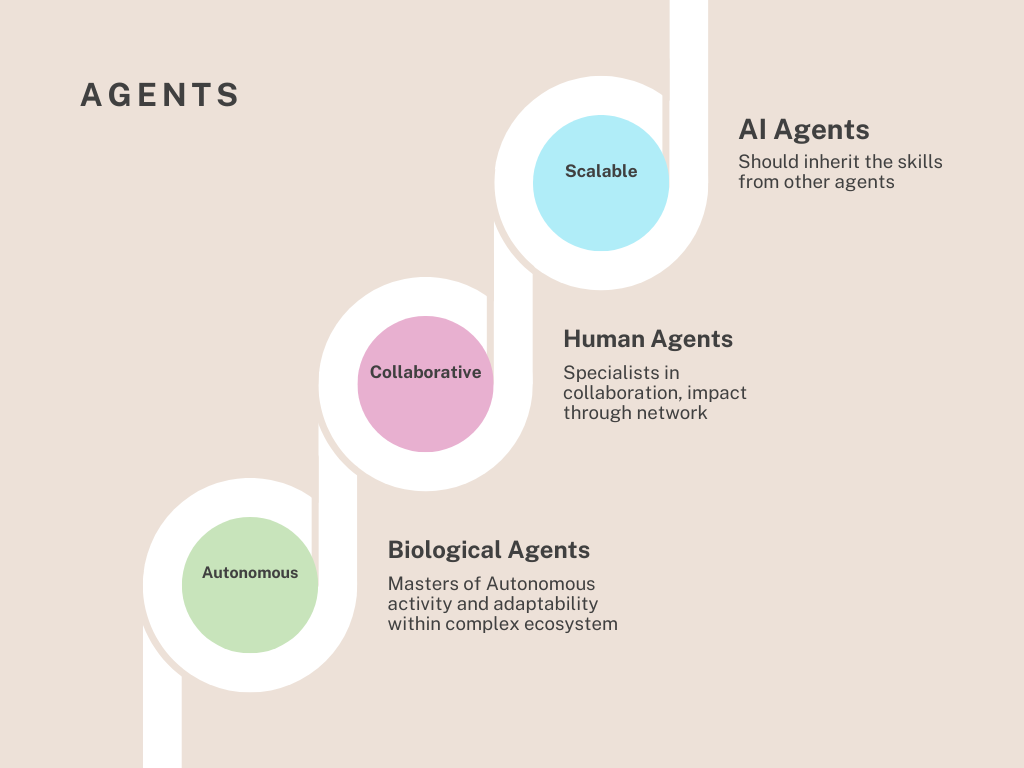 AGENTS
Scalable
AI Agents
Should inherit the skills
from other agents
Collaborative
Human Agents
Specialists in
collaboration, impact
through network
Autonomous
Biological Agents
Masters of Autonomous
activity and adaptability
within complex ecosystem